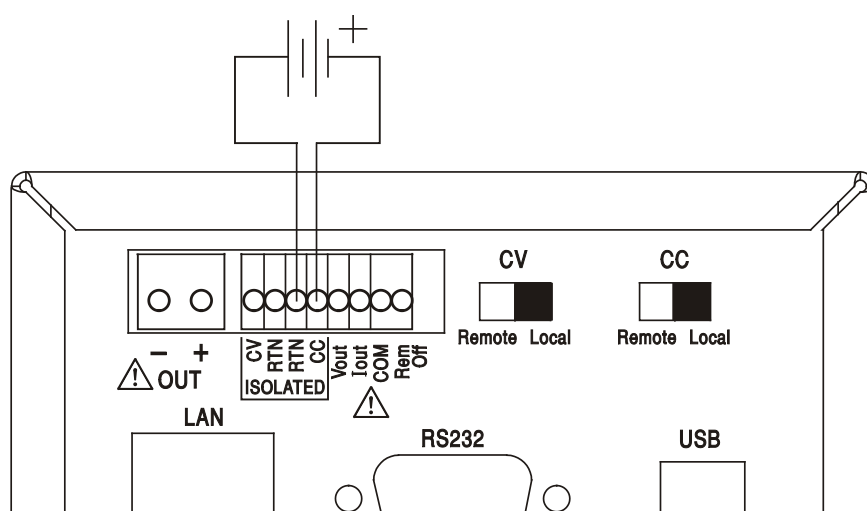 +
CV CC
Remote Local Remote Local
CV RTN RTN CC Vout Iout COM Rem Off
- +
OUT
ISOLATED
LAN
RS232
USB